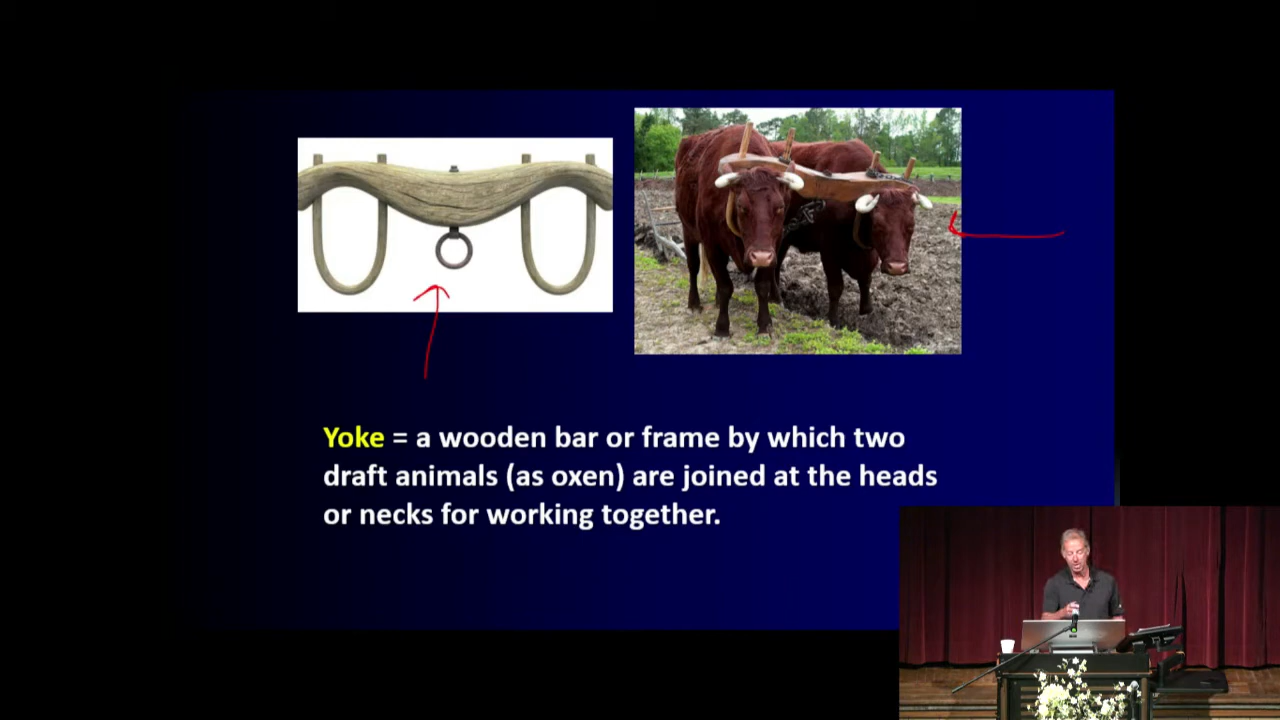 Yoke = a wooden bar or frame by which two
draft animals (as oxen) are joined at the heads
or necks for working together.